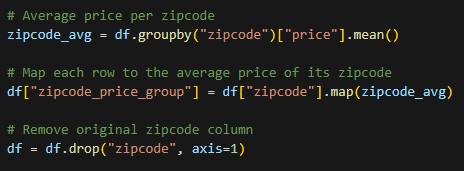 # Average price per zipcode
zipcode_avg = df.groupby("zipcode")["price"].mean()
# Map each row to the average price of its zipcode
df["zipcode_price_group"] = df["zipcode"].map(zipcode_avg)
# Remove original zipcode column
df = df.drop("zipcode", axis=1)